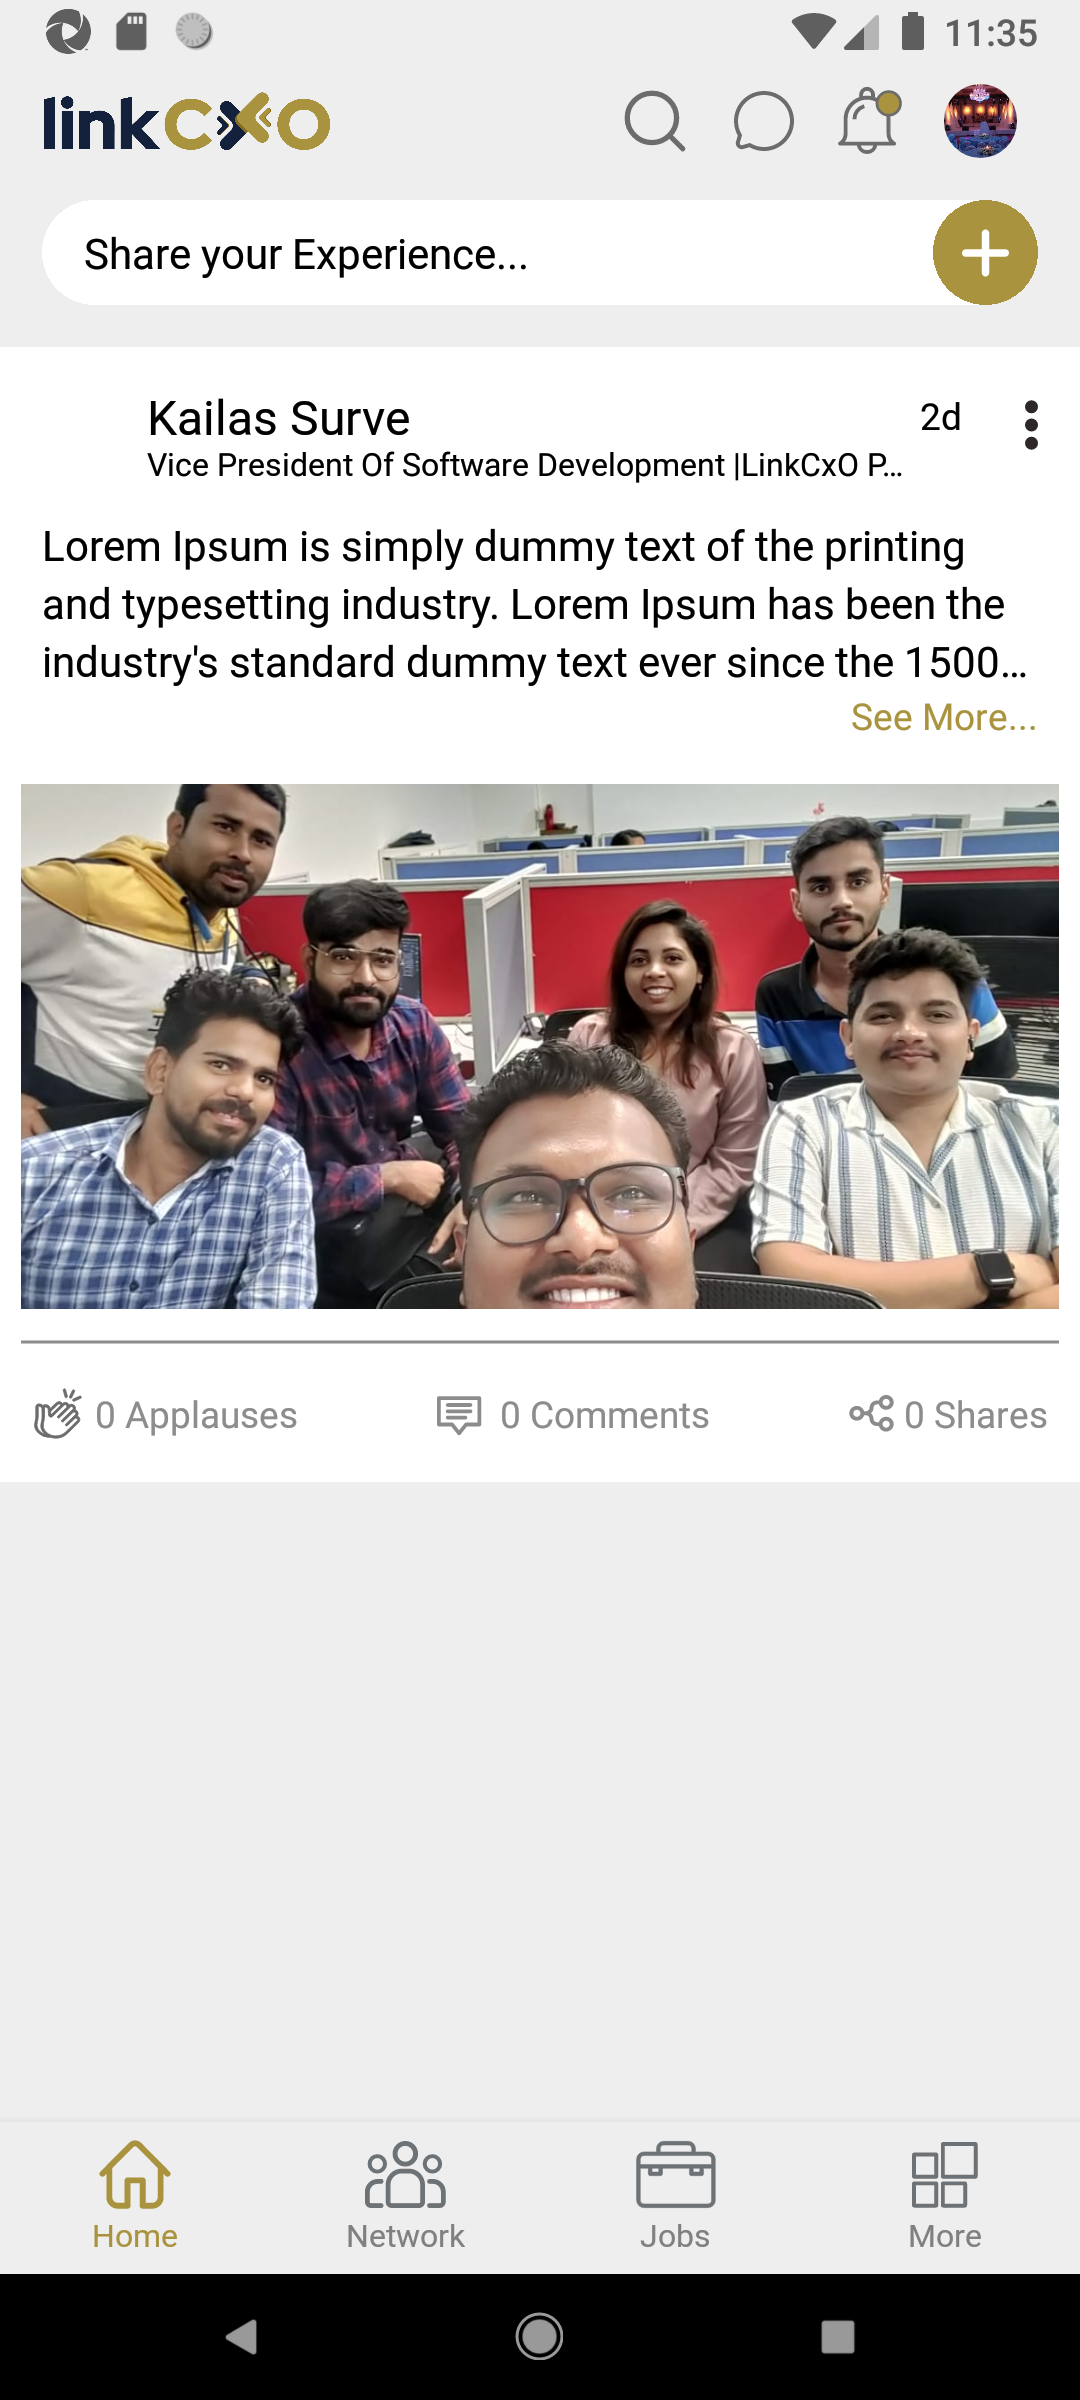 11:35
linkCXO
Share your Experience...
Kailas Surve
2d
Vice President Of Software Development |LinkCxO P...
Lorem Ipsum is simply dummy text of the printing
and typesetting industry. Lorem Ipsum has been the
industry's standard dummy text ever since the 1500...
See More...
0 Applauses
0 Comments
0 Shares
Home
Network
Jobs
More